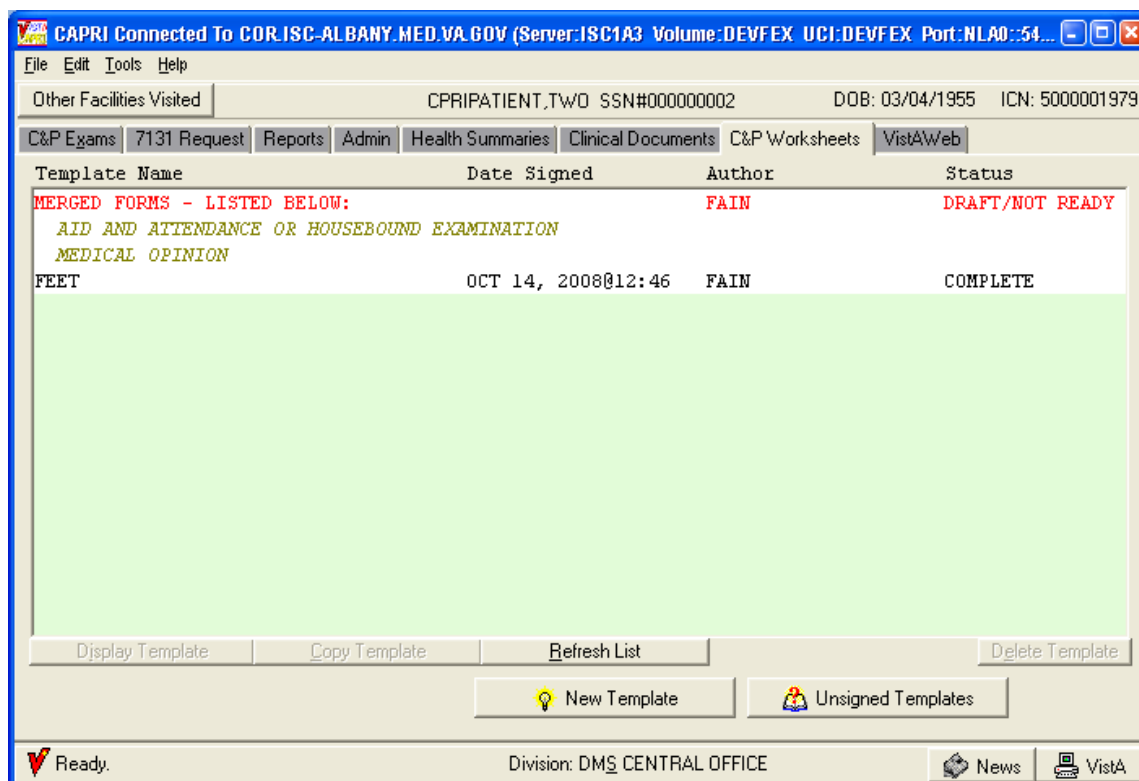 VISTA CAPRI CAPRI Connected To COR.ISC-ALBANY.MED.VA.GOV (Server:ISC1A3 Volume:DEVFEX UCI:DEVFEX Port:NLA0::54...
File Edit Tools Help
Other Facilities Visited CPRIPATIENT,TWO SSN#000000002 DOB: 03/04/1955 ICN: 5000001979
C&P Exams 7131 Request Reports Admin Health Summaries Clinical Documents C&P Worksheets VistAWeb
Template Name Date Signed Author Status
MERGED FORMS - LISTED BELOW: FAIN DRAFT/NOT READY
AID AND ATTENDANCE OR HOUSEBOUND EXAMINATION
MEDICAL OPINION
FEET OCT 14, 2008@12:46 FAIN COMPLETE
Display Template Copy Template Refresh List Delete Template
New Template Unsigned Templates
Ready. Division: DMS CENTRAL OFFICE News VistA